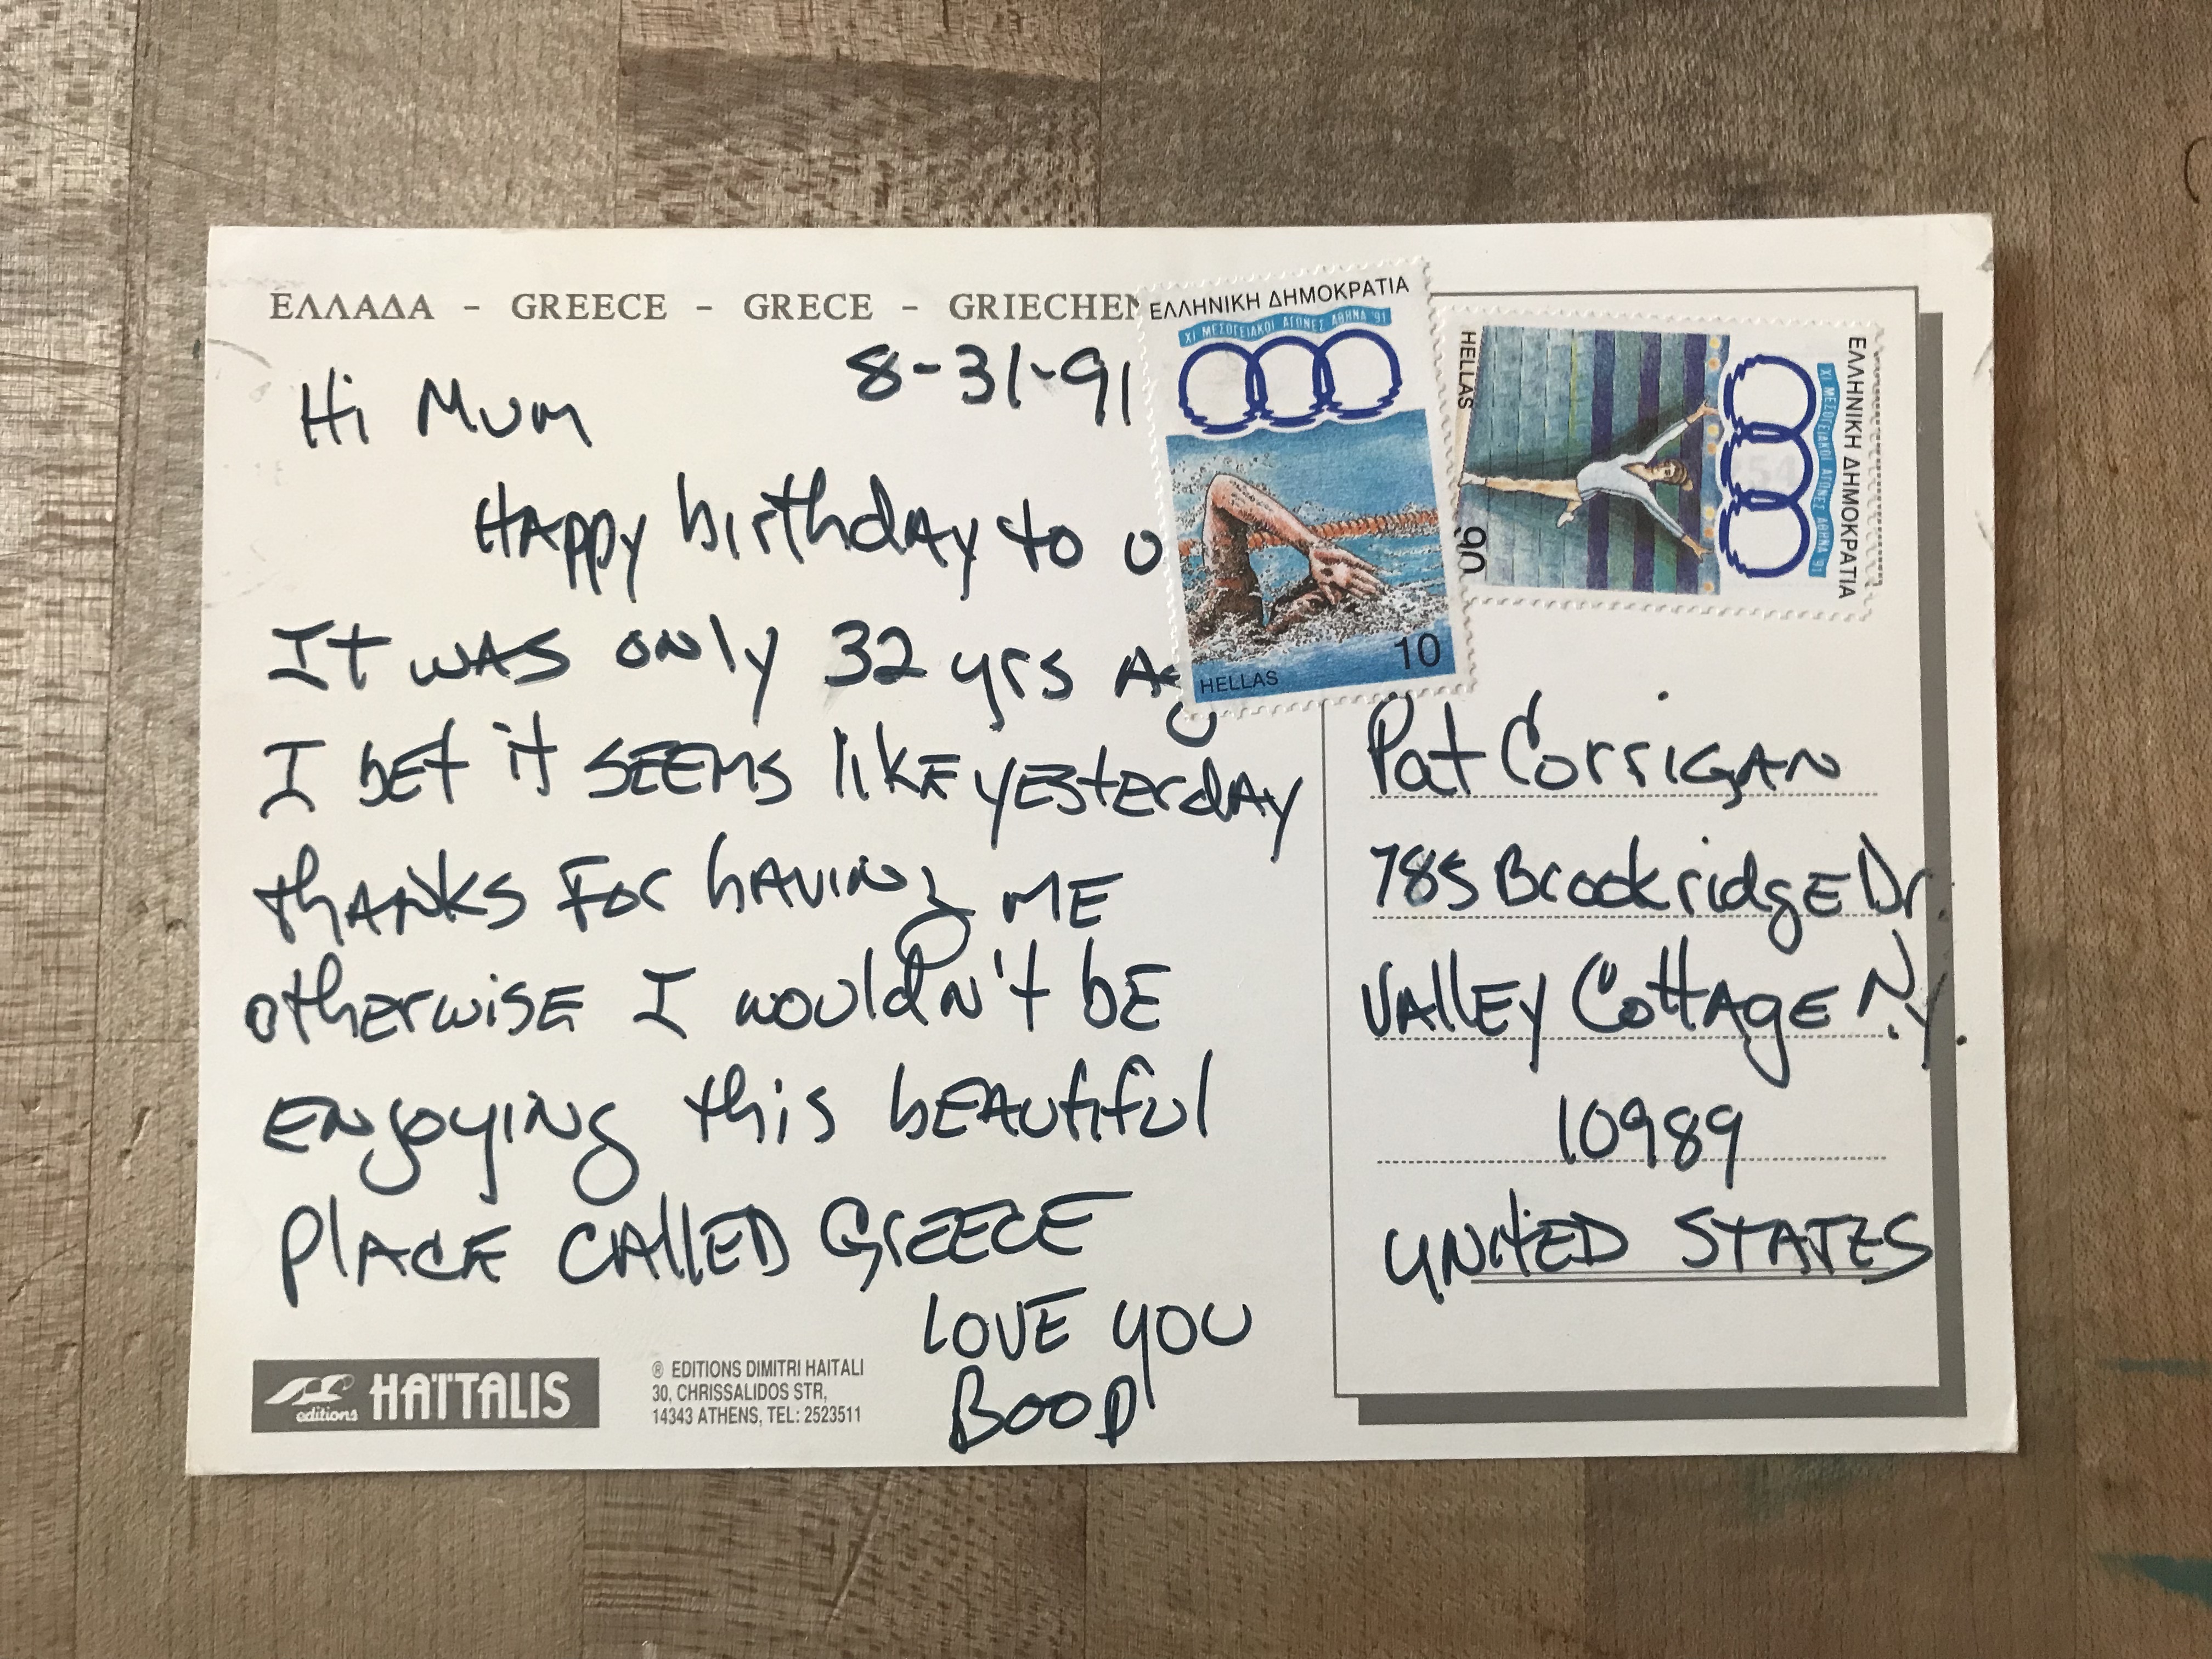 ΕΛΛΑΔΑ - GREECE - GRECE - GRIECHEN
8-31-91
Hi Mum
HAppy birthdAy to
It wAS only 32 yrs
I bEt it SEEMS likE yEsterdAy
thANKS For hAviNg ME
otherwisE I wouldN't bE
ENjoyiNg this bEAutiful
PlAcE CAllED GrEECE
LOVE YOU
BOOP
editions HAÏTALIS
® EDITIONS DIMITRI HAITALI
30, CHRISSALIDOS STR,
14343 ATHENS, TEL: 2523511
ΕΛΛΗΝΙΚΗ ΔΗΜΟΚΡΑΤΙΑ
XI ΜΕΣΟΓΕΙΑΚΟΙ ΑΓΩΝΕΣ ΑΘΗΝΑ '91
10
HELLAS
ΕΛΛΗΝΙΚΗ ΔΗΜΟΚΡΑΤΙΑ
XI ΜΕΣΟΓΕΙΑΚΟΙ ΑΓΩΝΕΣ ΑΘΗΝΑ '91
HELLAS
90
Pat CorrigAN
785 BrookridgE Dr.
VAllEy CottAgE N.Y.
10989
UNitED STATES